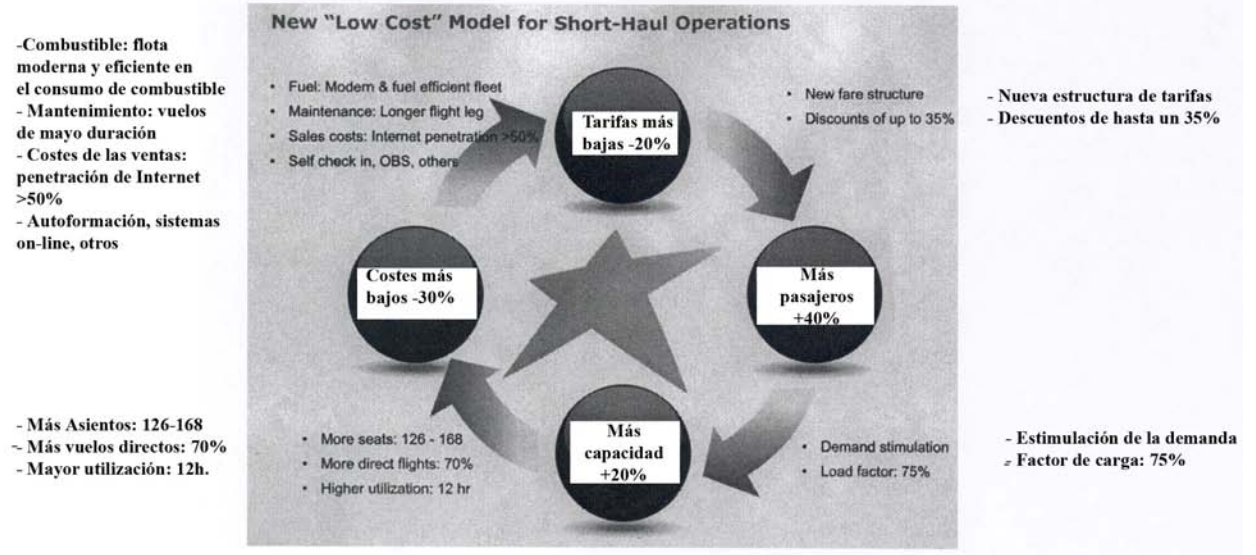 New "Low Cost" Model for Short-Haul Operations
-Combustible: flota
moderna y eficiente en
el consumo de combustible
- Mantenimiento: vuelos
de mayo duración
- Costes de las ventas:
penetración de Internet
>50%
- Autoformación, sistemas
on-line, otros
• Fuel: Modern & fuel efficient fleet
• Maintenance: Longer flight leg
• Sales costs: Internet penetration >50%
• Self check in, OBS, others
Tarifas más
bajas -20%
• New fare structure
• Discounts of up to 35%
- Nueva estructura de tarifas
- Descuentos de hasta un 35%
Costes más
bajos -30%
Más
pasajeros
+40%
- Más Asientos: 126-168
- Más vuelos directos: 70%
- Mayor utilización: 12h.
• More seats: 126 - 168
• More direct flights: 70%
• Higher utilization: 12 hr
Más
capacidad
+20%
• Demand stimulation
• Load factor: 75%
- Estimulación de la demanda
- Factor de carga: 75%